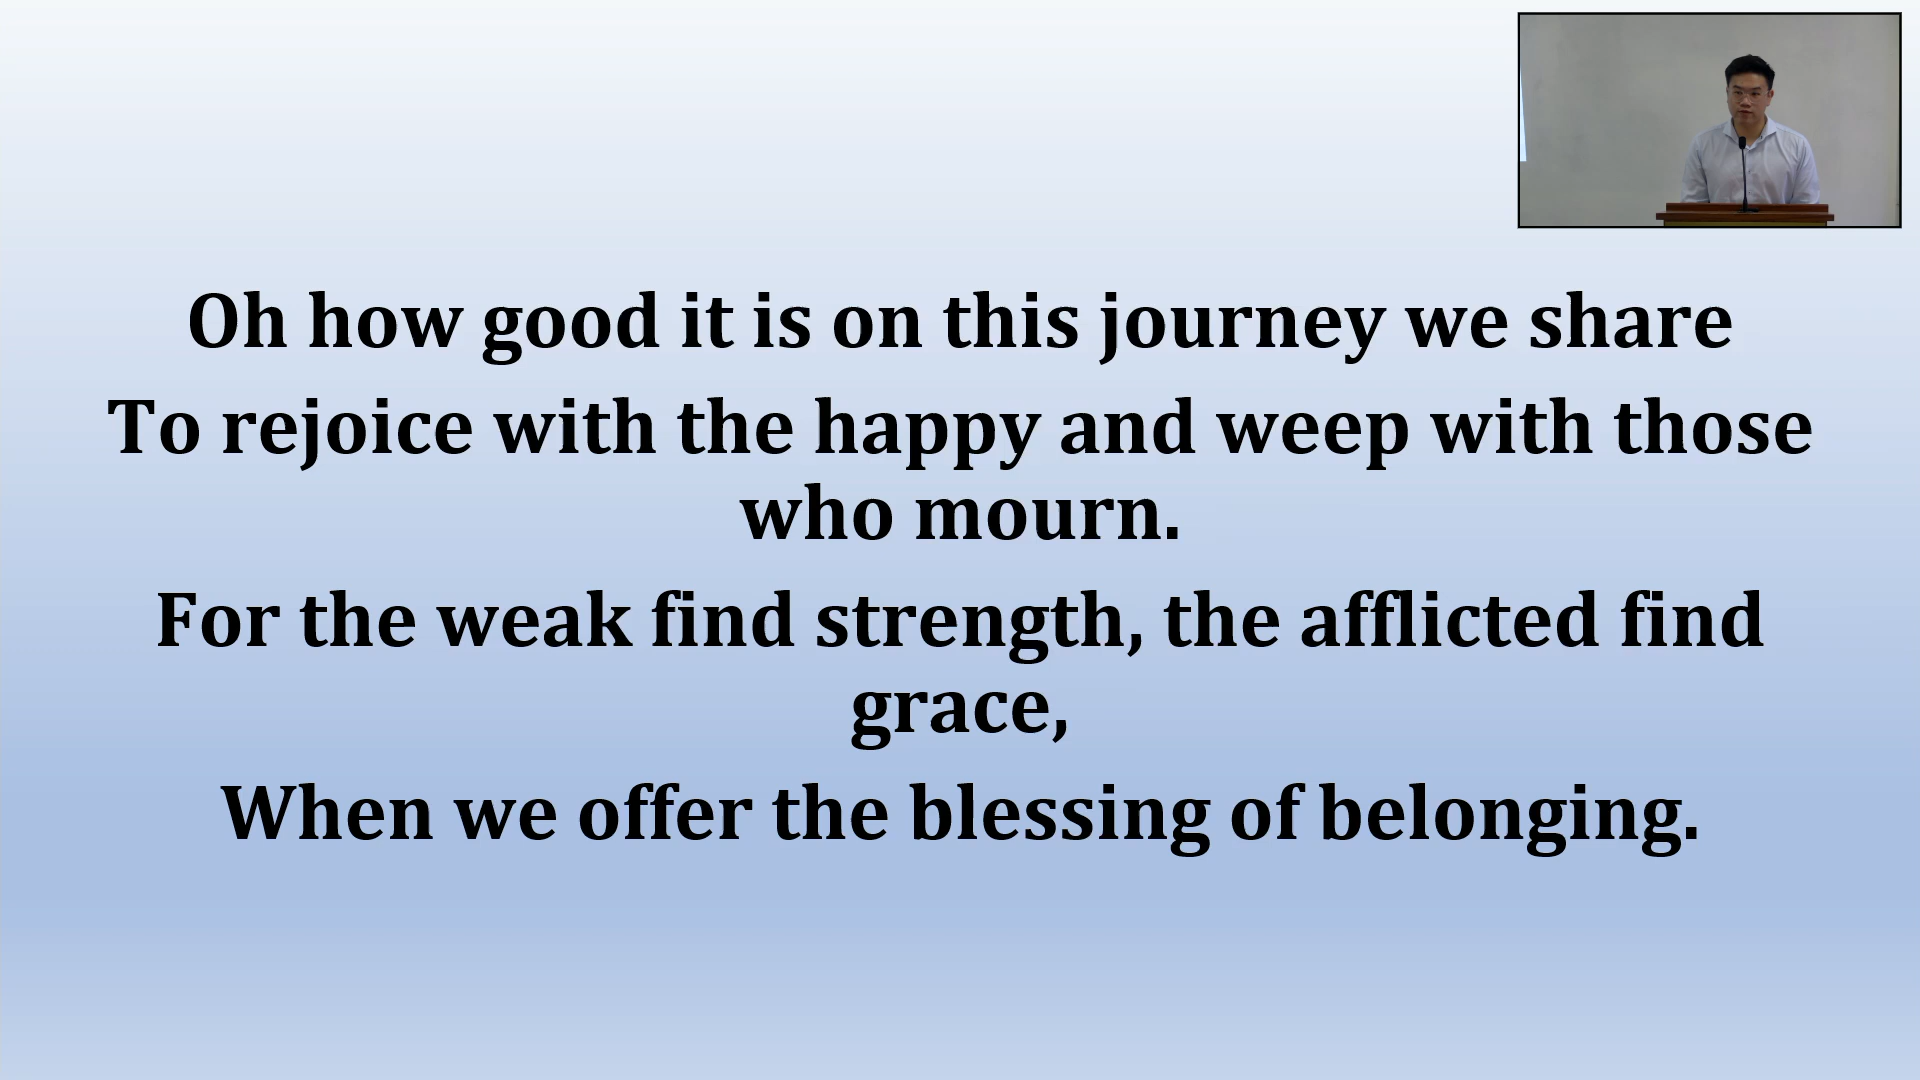 Oh how good it is on this journey we share
To rejoice with the happy and weep with those
who mourn.
For the weak find strength, the afflicted find
grace,
When we offer the blessing of belonging.